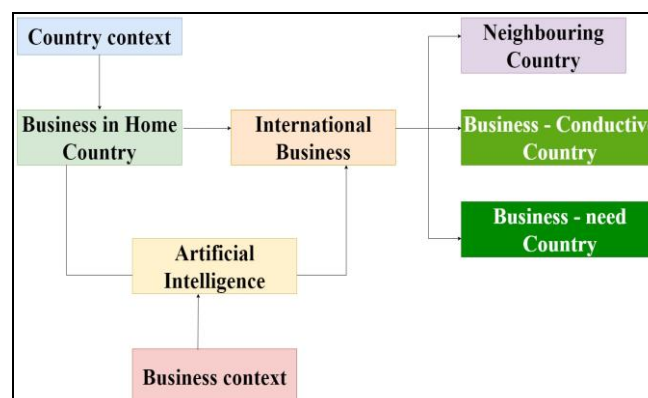 Country context
Neighbouring
Country
Business in Home
Country
International
Business
Business - Conductive
Country
Business - need
Country
Artificial
Intelligence
Business context